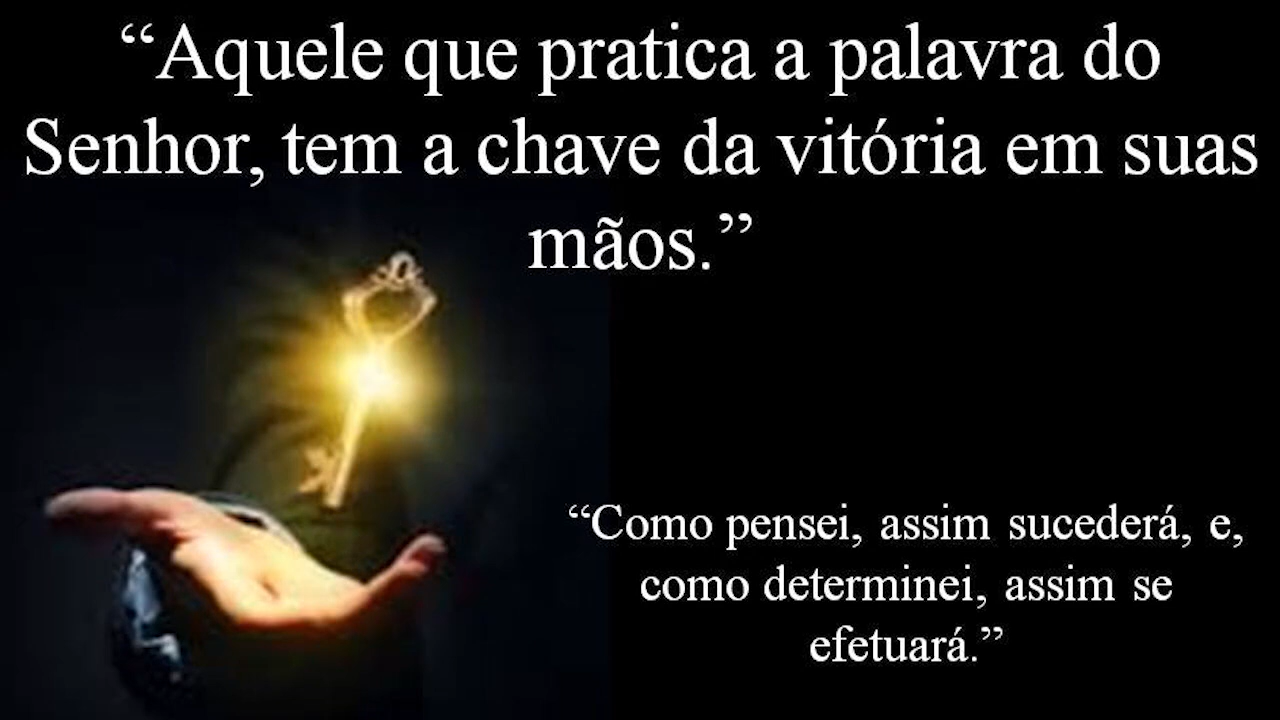 “Aquele que pratica a palavra do
Senhor, tem a chave da vitória em suas
mãos.”
“Como pensei, assim sucederá, e,
como determinei, assim se
efetuará.”